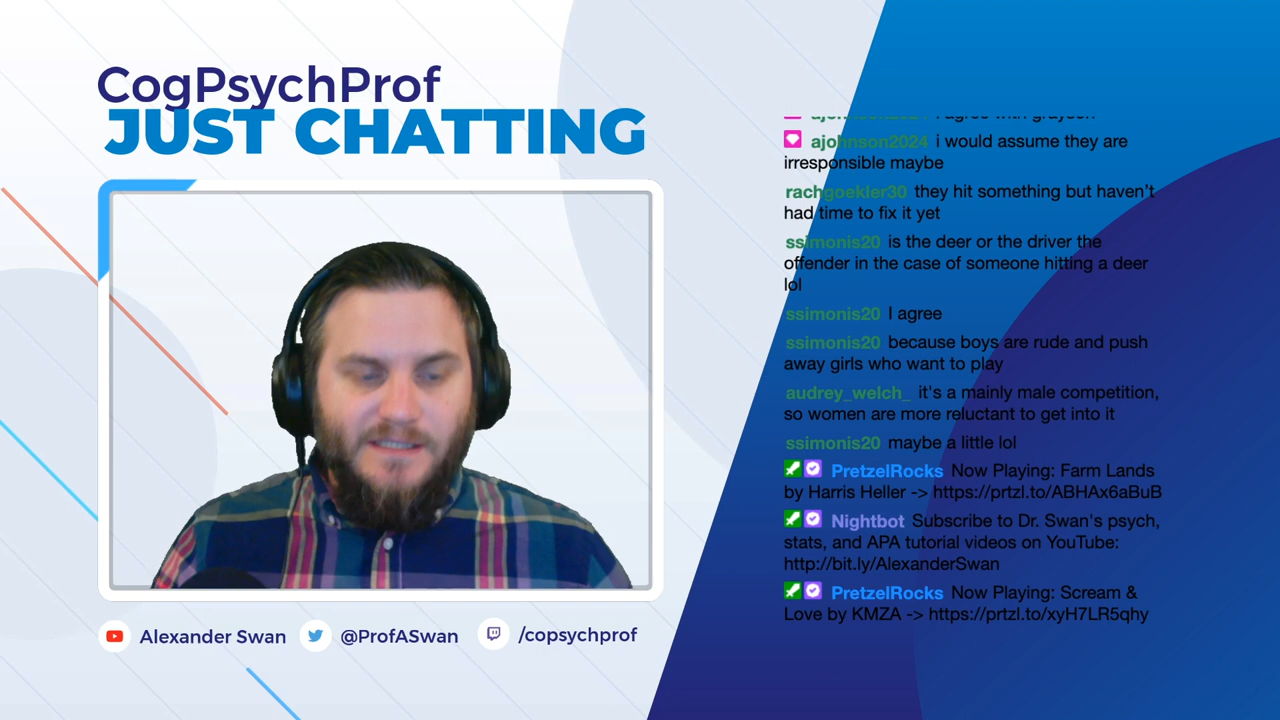 CogPsychProf
JUST CHATTING
Alexander Swan
@ProfASwan
/copsychprof
ajohnson2024 i agree with grayson
ajohnson2024 i would assume they are
irresponsible maybe
rachgoekler30 they hit something but haven't
had time to fix it yet
ssimonis20 is the deer or the driver the
offender in the case of someone hitting a deer
lol
ssimonis20 I agree
ssimonis20 because boys are rude and push
away girls who want to play
audrey_welch_ it's a mainly male competition,
so women are more reluctant to get into it
ssimonis20 maybe a little lol
PretzelRocks Now Playing: Farm Lands
by Harris Heller -> https://prtzl.to/ABHAx6aBuB
Nightbot Subscribe to Dr. Swan's psych,
stats, and APA tutorial videos on YouTube:
http://bit.ly/AlexanderSwan
PretzelRocks Now Playing: Scream &
Love by KMZA -> https://prtzl.to/xyH7LR5qhy